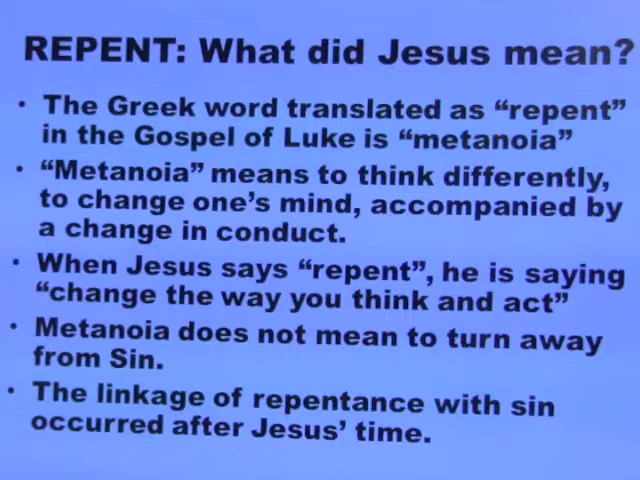 REPENT: What did Jesus mean?
• The Greek word translated as “repent”
in the Gospel of Luke is “metanoia”
• “Metanoia” means to think differently,
to change one’s mind, accompanied by
a change in conduct.
• When Jesus says “repent”, he is saying
“change the way you think and act”
• Metanoia does not mean to turn away
from Sin.
• The linkage of repentance with sin
occurred after Jesus’ time.